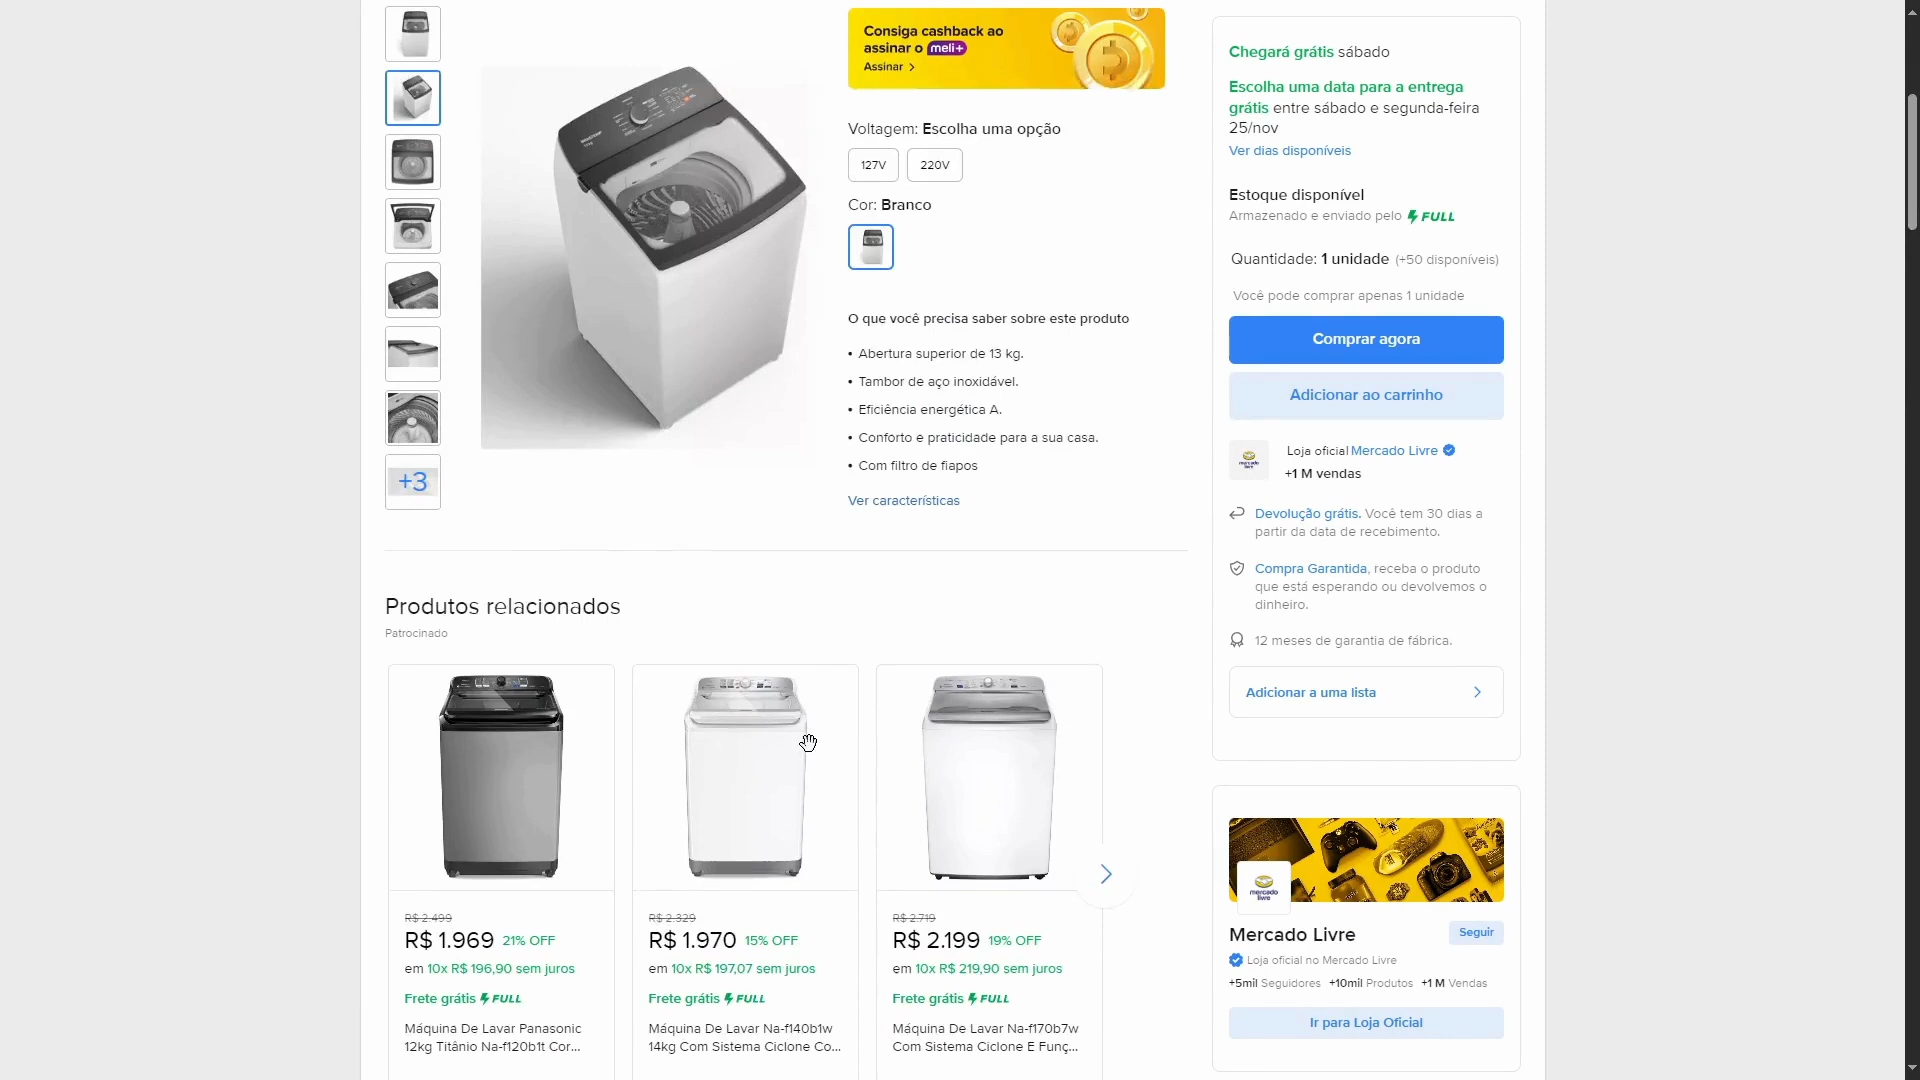 +3
Consiga cashback ao
assinar o meli+
Assinar
Voltagem: Escolha uma opção
127V
220V
Cor: Branco
O que você precisa saber sobre este produto
• Abertura superior de 13 kg.
• Tambor de aço inoxidável.
• Eficiência energética A.
• Conforto e praticidade para a sua casa.
• Com filtro de fiapos
Ver características
Chegará grátis sábado
Escolha uma data para a entrega
grátis entre sábado e segunda-feira
25/nov
Ver dias disponíveis
Estoque disponível
Armazenado e enviado pelo FULL
Quantidade: 1 unidade (+50 disponíveis)
Você pode comprar apenas 1 unidade
Comprar agora
Adicionar ao carrinho
mercado
livre
Loja oficial Mercado Livre
+1 M vendas
Devolução grátis. Você tem 30 dias a
partir da data de recebimento.
Compra Garantida, receba o produto
que está esperando ou devolvemos o
dinheiro.
12 meses de garantia de fábrica.
Adicionar a uma lista
Produtos relacionados
Patrocinado
R$ 2.499
R$ 1.969 21% OFF
em 10x R$ 196,90 sem juros
Frete grátis FULL
Máquina De Lavar Panasonic
12kg Titânio Na-f120b1t Cor...
R$ 2.329
R$ 1.970 15% OFF
em 10x R$ 197,07 sem juros
Frete grátis FULL
Máquina De Lavar Na-f140b1w
14kg Com Sistema Ciclone Co...
R$ 2.719
R$ 2.199 19% OFF
em 10x R$ 219,90 sem juros
Frete grátis FULL
Máquina De Lavar Na-f170b7w
Com Sistema Ciclone E Funç...
mercado
livre
Mercado Livre
Seguir
Loja oficial no Mercado Livre
+5mil Seguidores +10mil Produtos +1 M Vendas
Ir para Loja Oficial